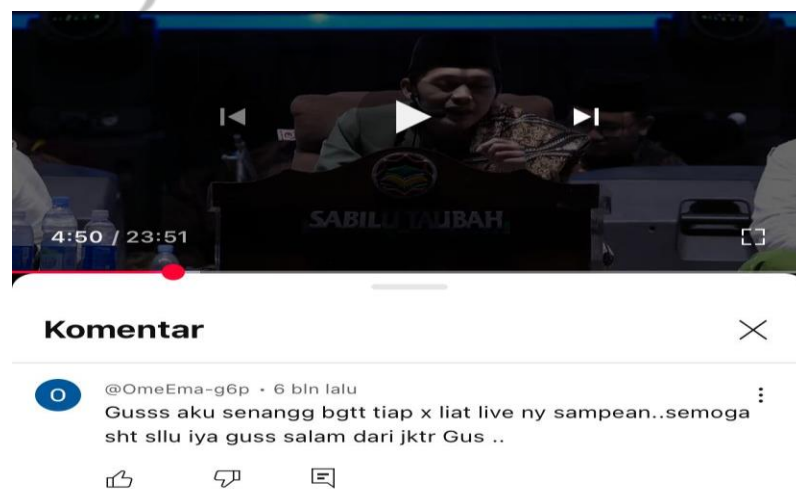 SABILU TAUBAH
4:50 / 23:51
Komentar
O
@OmeEma-g6p • 6 bln lalu
Gusss aku senangg bgtt tiap x liat live ny sampean..semoga
sht sllu iya guss salam dari jktr Gus ..